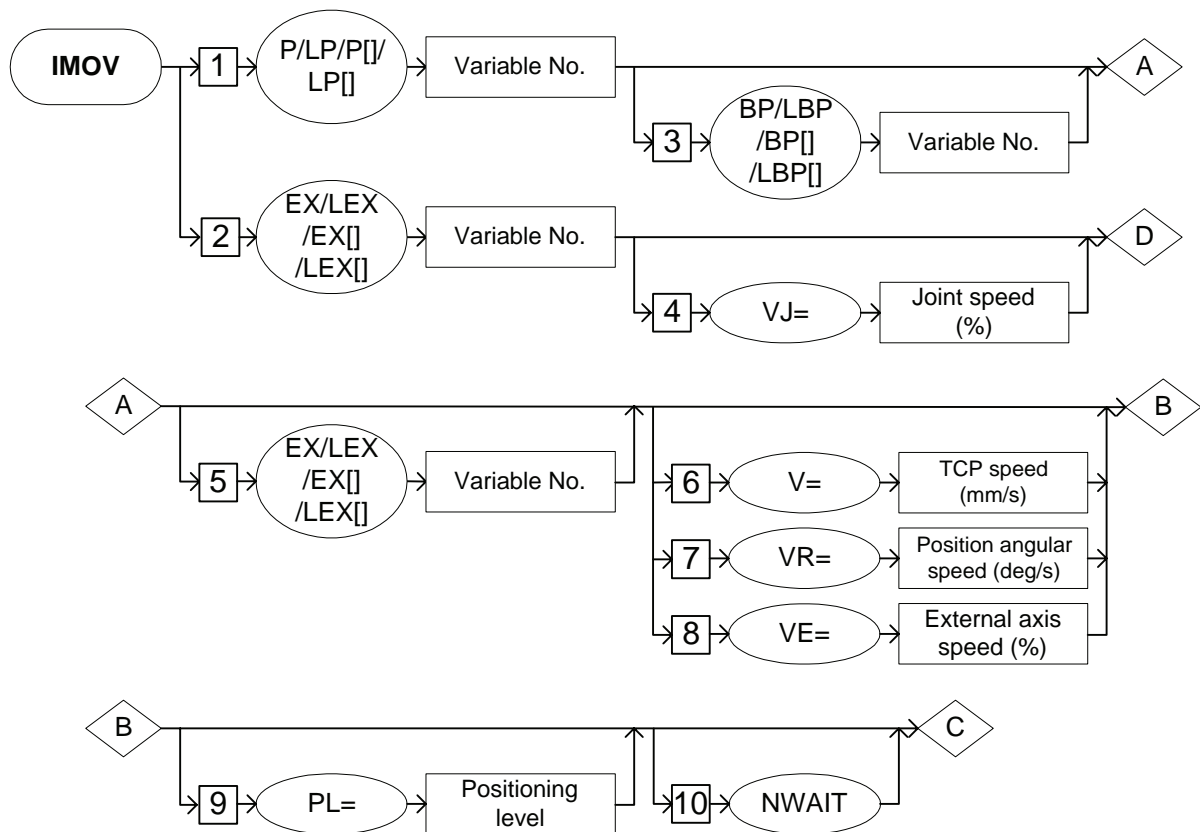 IMOV
1
P/LP/P[]/
LP[]
Variable No.
A
3
BP/LBP
/BP[]
/LBP[]
Variable No.
2
EX/LEX
/EX[]
/LEX[]
Variable No.
D
4
VJ=
Joint speed
(%)
A
B
5
EX/LEX
/EX[]
/LEX[]
Variable No.
6
V=
TCP speed
(mm/s)
7
VR=
Position angular
speed (deg/s)
8
VE=
External axis
speed (%)
B
C
9
PL=
Positioning
level
10
NWAIT